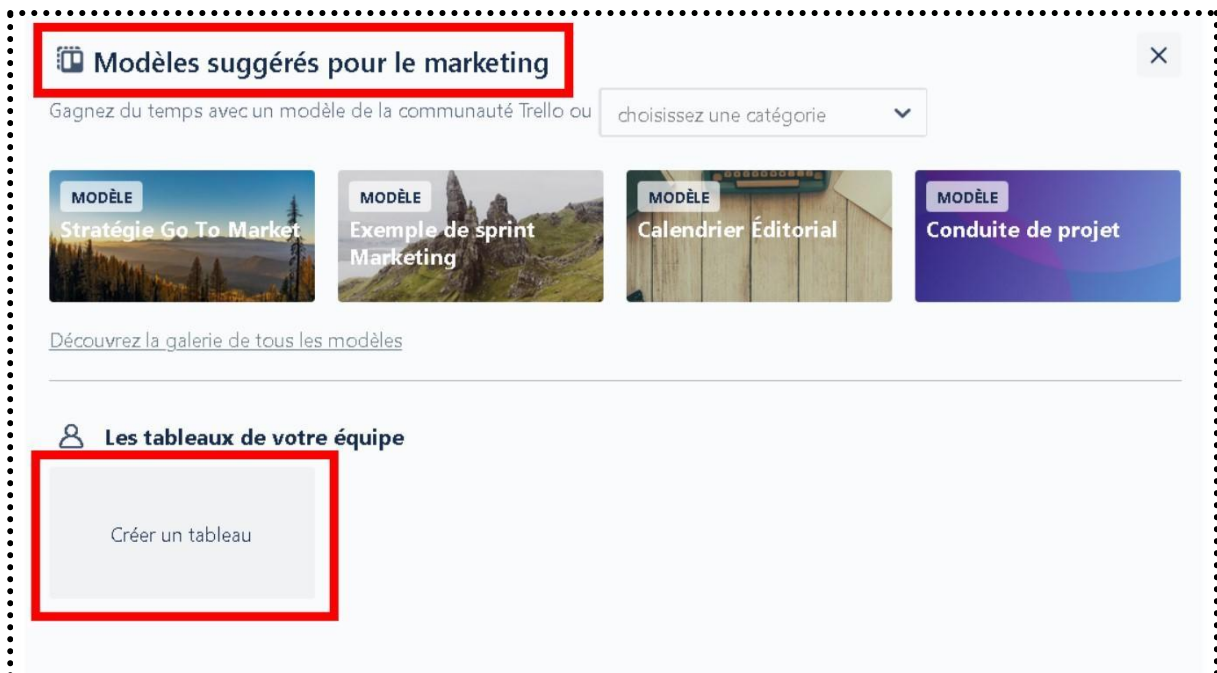 Modèles suggérés pour le marketing
Gagnez du temps avec un modèle de la communauté Trello ou choisissez une catégorie
MODÈLE
Stratégie Go To Market
MODÈLE
Exemple de sprint
Marketing
MODÈLE
Calendrier Éditorial
MODÈLE
Conduite de projet
Découvrez la galerie de tous les modèles
Les tableaux de votre équipe
Créer un tableau